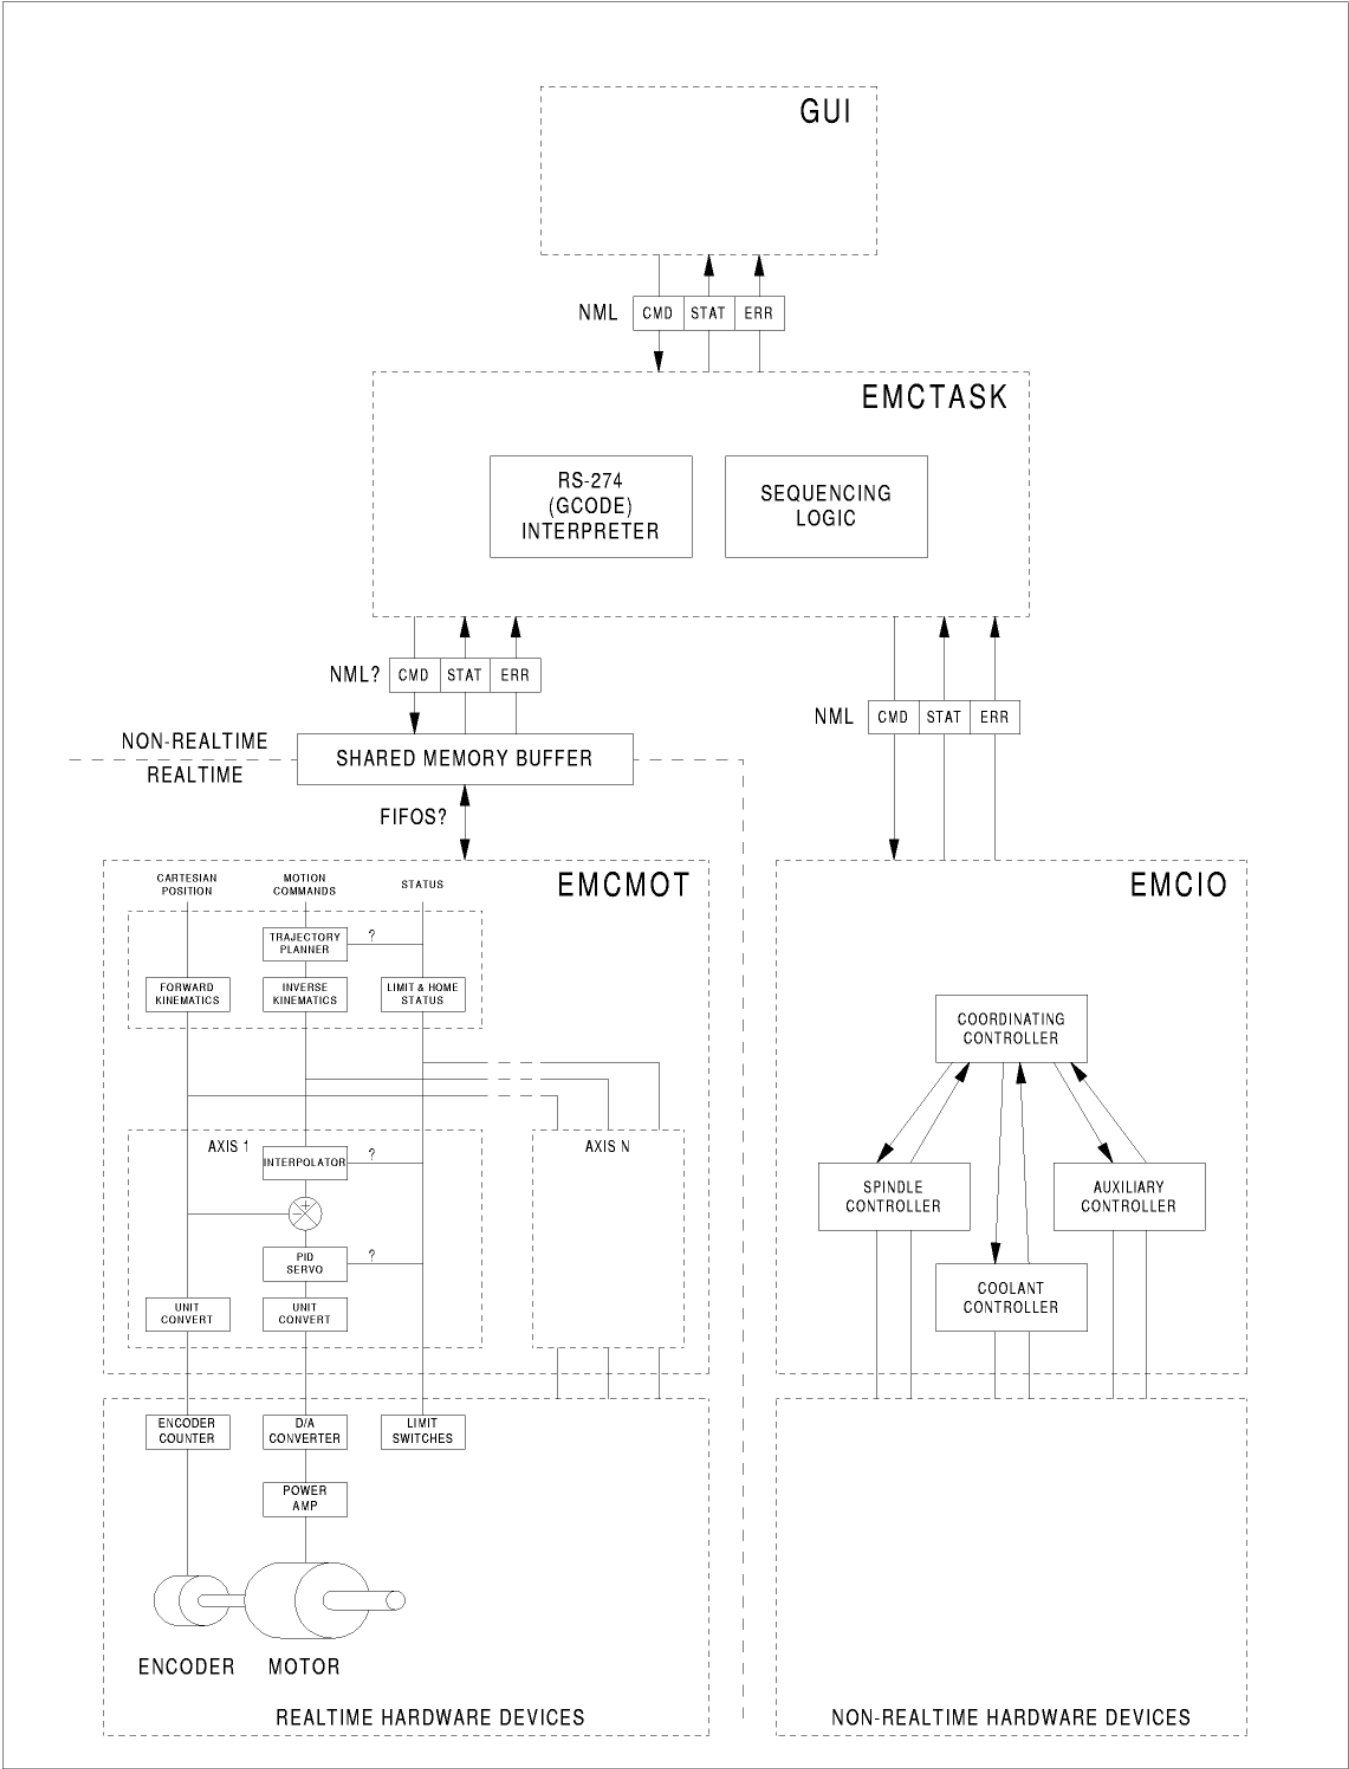 GUI
NML
CMD
STAT
ERR
EMCTASK
RS-274
(GCODE)
INTERPRETER
SEQUENCING
LOGIC
NML?
CMD
STAT
ERR
NML
CMD
STAT
ERR
NON-REALTIME
REALTIME
SHARED MEMORY BUFFER
FIFOS?
EMCMOT
CARTESIAN
POSITION
MOTION
COMMANDS
STATUS
TRAJECTORY
PLANNER
?
FORWARD
KINEMATICS
INVERSE
KINEMATICS
LIMIT & HOME
STATUS
AXIS 1
INTERPOLATOR
?
+
−
PID
SERVO
?
UNIT
CONVERT
UNIT
CONVERT
AXIS N
EMCIO
COORDINATING
CONTROLLER
SPINDLE
CONTROLLER
AUXILIARY
CONTROLLER
COOLANT
CONTROLLER
ENCODER
COUNTER
D/A
CONVERTER
LIMIT
SWITCHES
POWER
AMP
ENCODER
MOTOR
REALTIME HARDWARE DEVICES
NON-REALTIME HARDWARE DEVICES